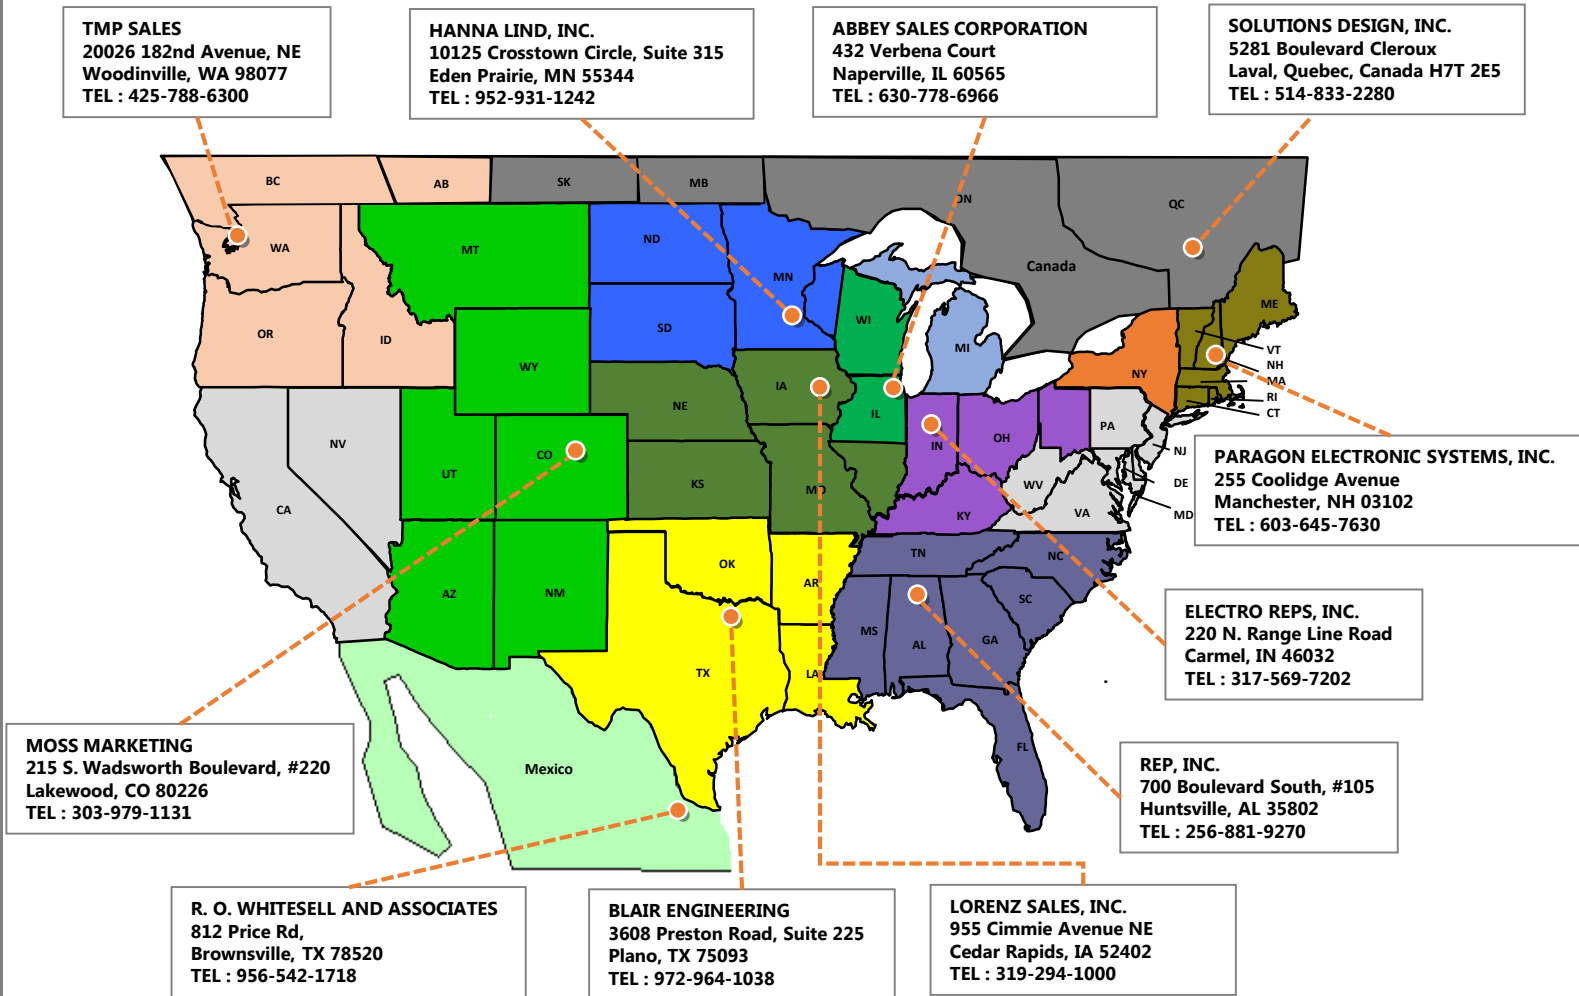 TMP SALES
20026 182nd Avenue, NE
Woodinville, WA 98077
TEL : 425-788-6300
HANNA LIND, INC.
10125 Crosstown Circle, Suite 315
Eden Prairie, MN 55344
TEL : 952-931-1242
ABBEY SALES CORPORATION
432 Verbena Court
Naperville, IL 60565
TEL : 630-778-6966
SOLUTIONS DESIGN, INC.
5281 Boulevard Cleroux
Laval, Quebec, Canada H7T 2E5
TEL : 514-833-2280
BC
AB
SK
MB
ON
QC
WA
MT
ND
MN
Canada
ME
OR
ID
SD
WI
MI
VT
NH
MA
RI
CT
WY
IA
NY
NE
IL
NV
UT
CO
KS
MO
IN
OH
PA
NJ
DE
MD
WV
VA
KY
CA
AZ
NM
OK
AR
TN
NC
SC
MS
AL
GA
TX
LA
FL
Mexico
PARAGON ELECTRONIC SYSTEMS, INC.
255 Coolidge Avenue
Manchester, NH 03102
TEL : 603-645-7630
ELECTRO REPS, INC.
220 N. Range Line Road
Carmel, IN 46032
TEL : 317-569-7202
MOSS MARKETING
215 S. Wadsworth Boulevard, #220
Lakewood, CO 80226
TEL : 303-979-1131
REP, INC.
700 Boulevard South, #105
Huntsville, AL 35802
TEL : 256-881-9270
R. O. WHITESELL AND ASSOCIATES
812 Price Rd,
Brownsville, TX 78520
TEL : 956-542-1718
BLAIR ENGINEERING
3608 Preston Road, Suite 225
Plano, TX 75093
TEL : 972-964-1038
LORENZ SALES, INC.
955 Cimmie Avenue NE
Cedar Rapids, IA 52402
TEL : 319-294-1000